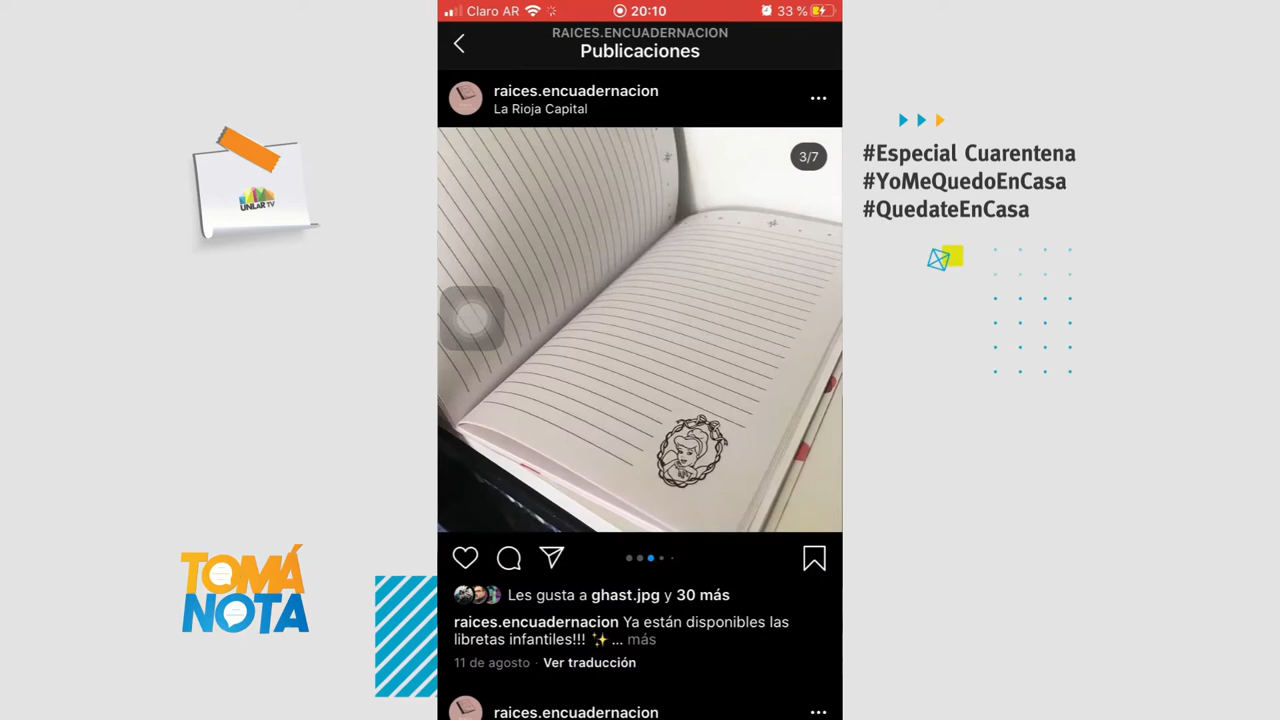 Claro AR
20:10
33 %
RAICES.ENCUADERNACION
Publicaciones
raices.encuadernacion
La Rioja Capital
3/7
Les gusta a ghast.jpg y 30 más
raices.encuadernacion Ya están disponibles las
libretas infantiles!!! ✨ ... más
11 de agosto · Ver traducción
raices.encuadernacion
UNLAR TV
TOMÁ
NOTA
#Especial Cuarentena
#YoMeQuedoEnCasa
#QuedateEnCasa